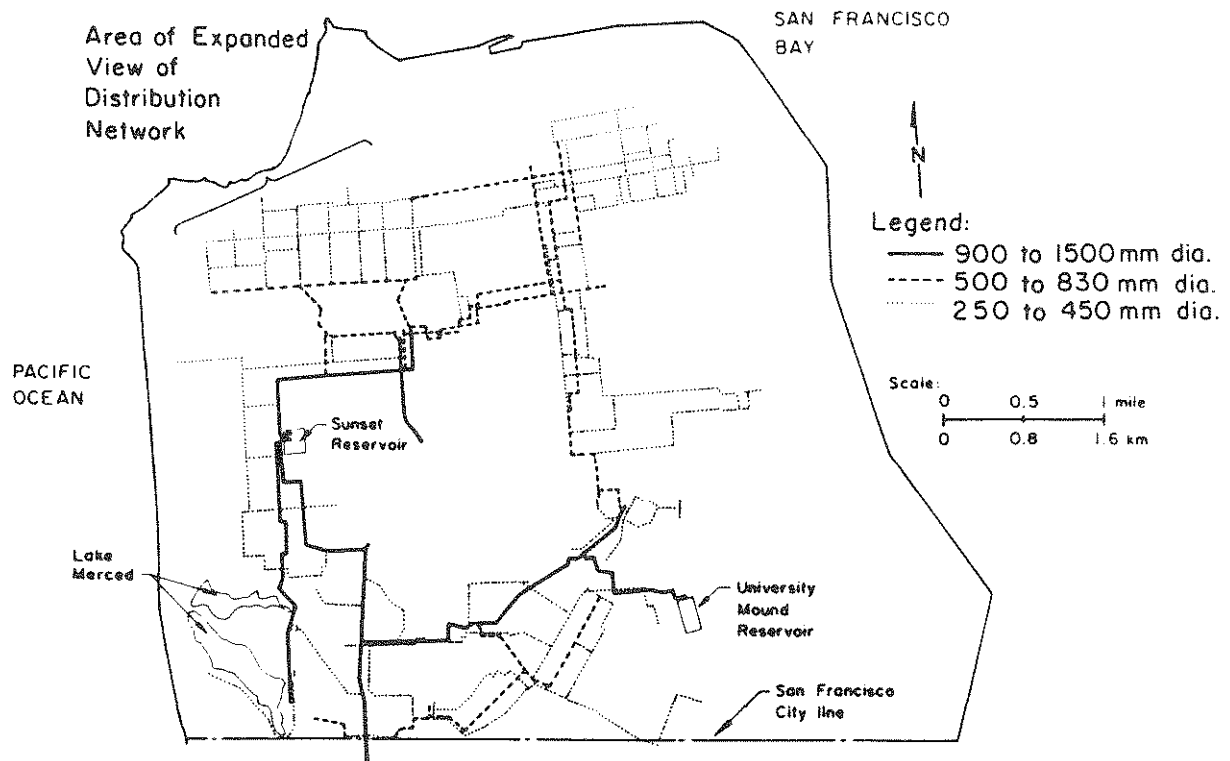 SAN FRANCISCO
BAY
Area of Expanded
View of
Distribution
Network
N
Legend:
900 to 1500 mm dia.
500 to 830 mm dia.
250 to 450 mm dia.
PACIFIC
OCEAN
Scale:
0 0.5 1 mile
0 0.8 1.6 km
Sunset
Reservoir
Lake
Merced
University
Mound
Reservoir
San Francisco
City line